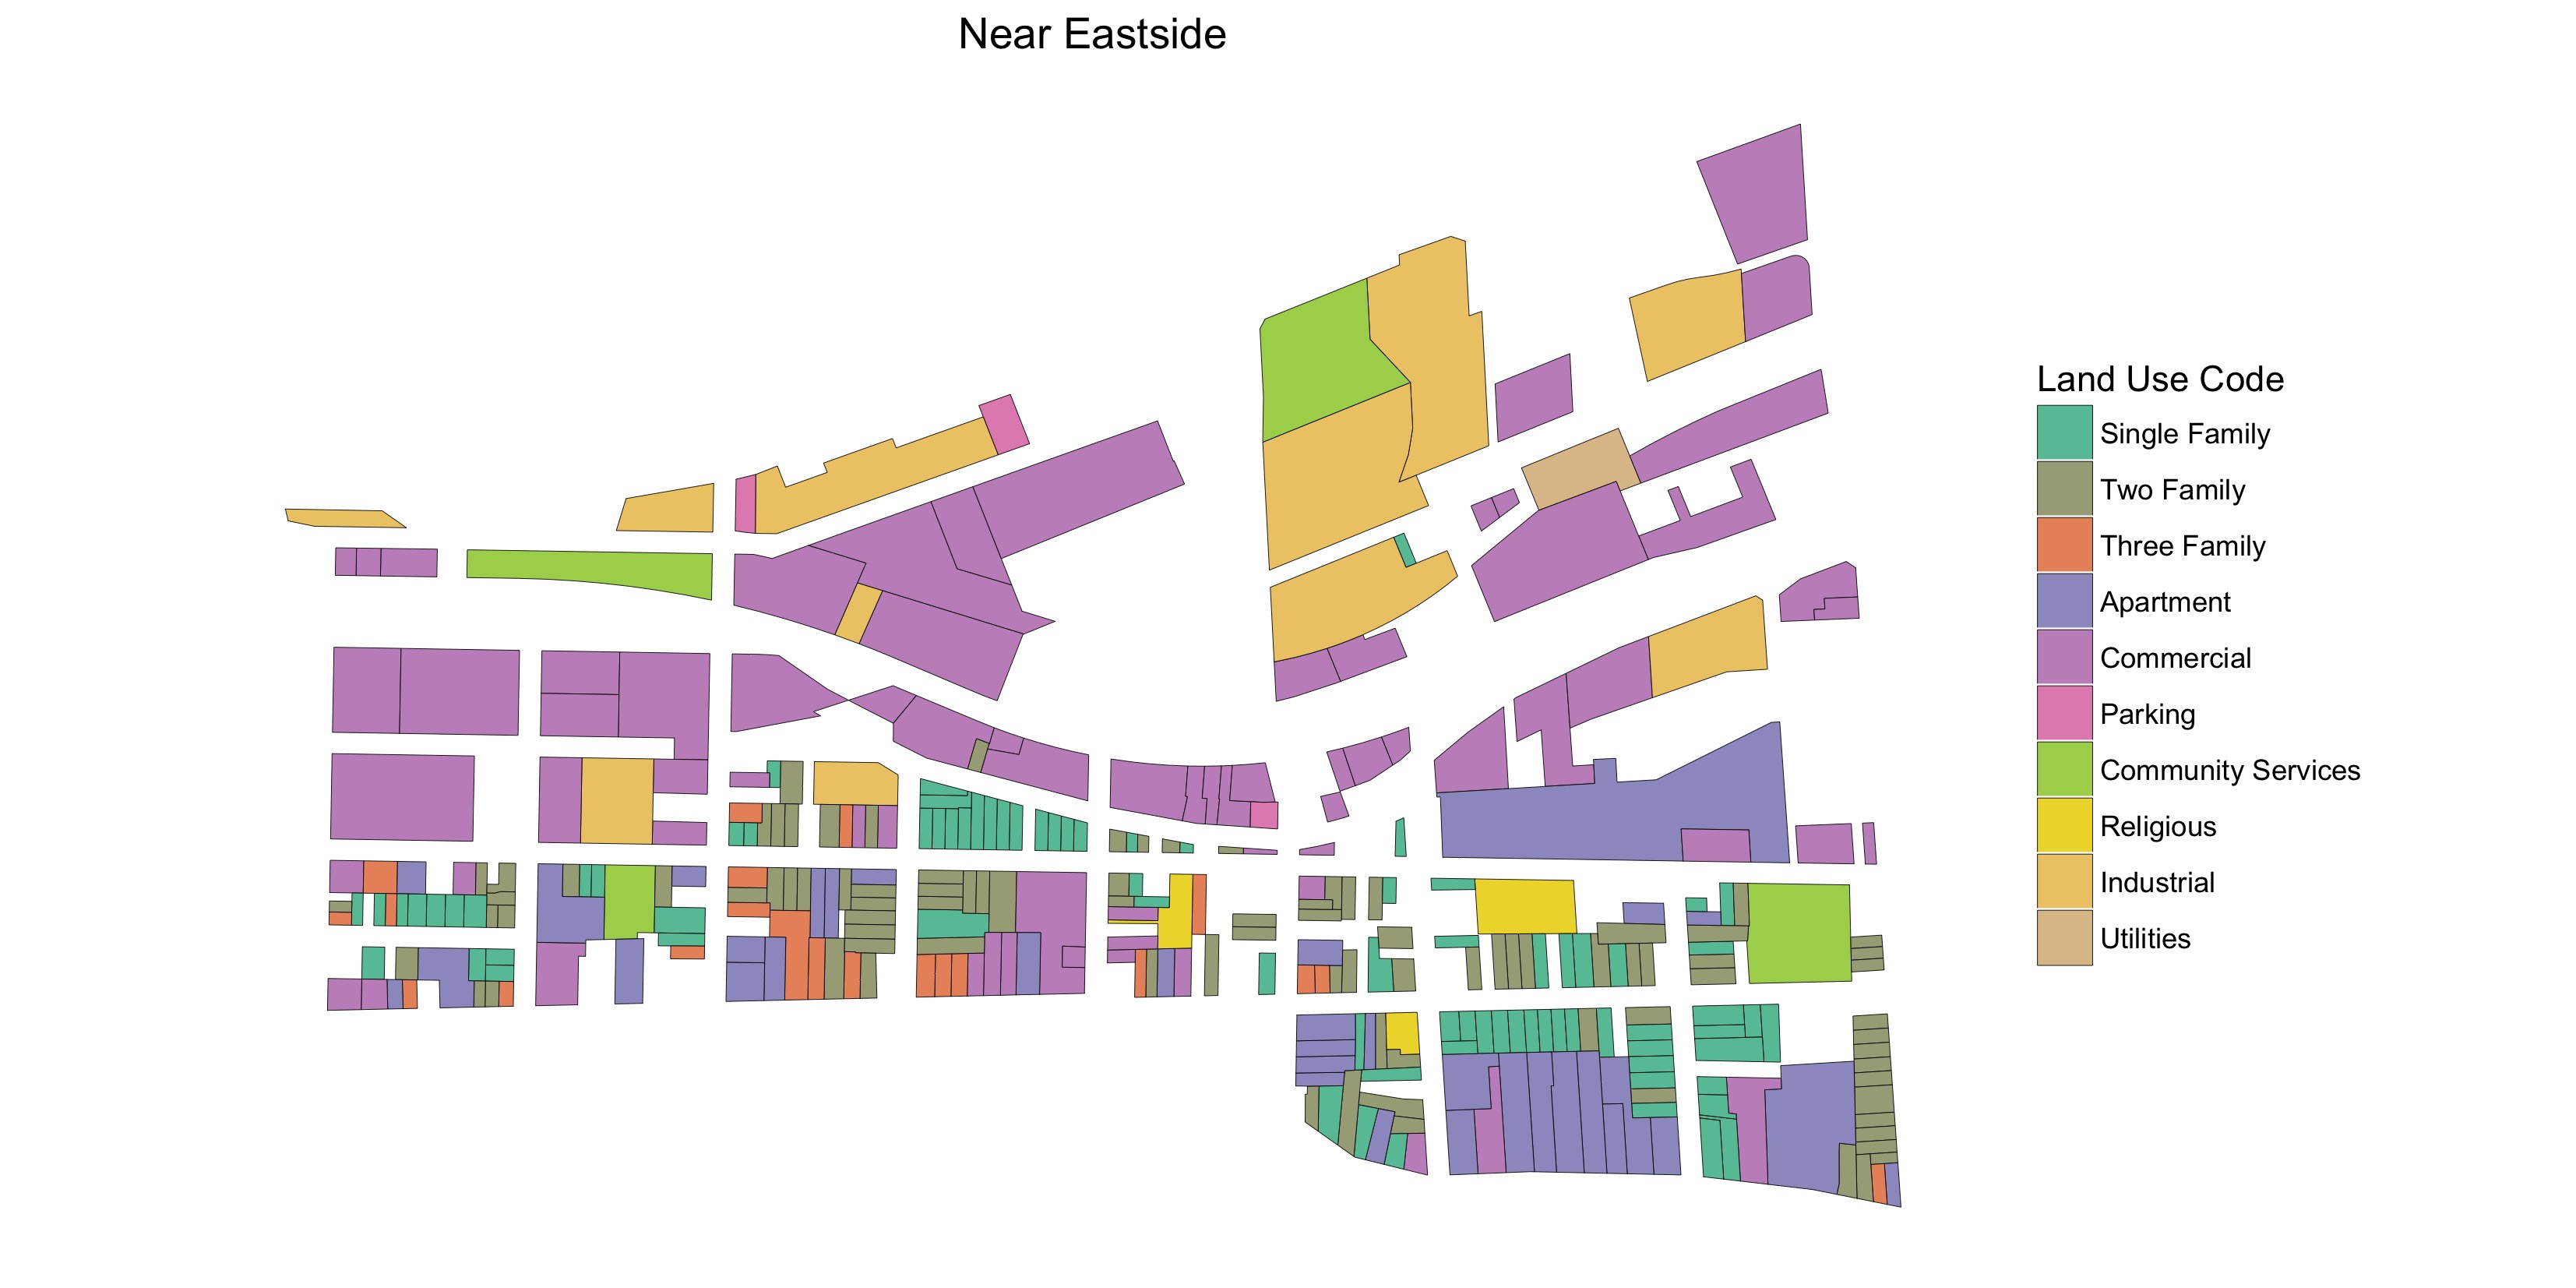 Near Eastside
Land Use Code
Single Family
Two Family
Three Family
Apartment
Commercial
Parking
Community Services
Religious
Industrial
Utilities